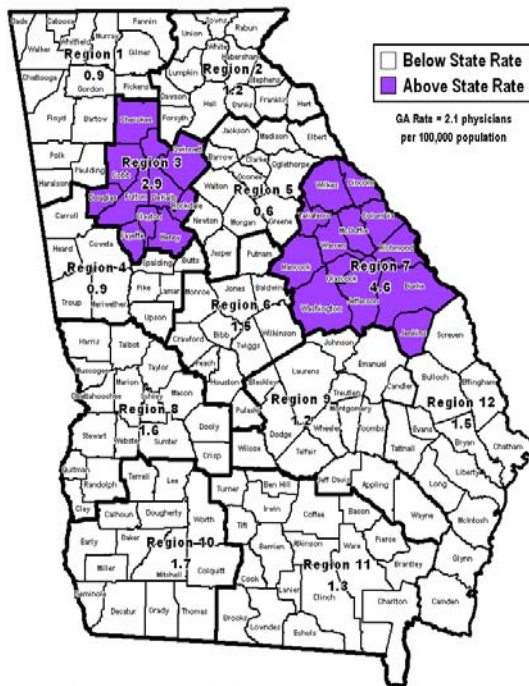 Below State Rate
Above State Rate
GA Rate = 2.1 physicians
per 100,000 population
Dade Catoosa Fannin
Walker Whitfield Murray
Gilmer
Region 1
0.9
Chattooga
Gordon
Pickens
Floyd Bartow
Polk
Paulding
Haralson
Union Towns Rabun
White
Habersham
Lumpkin
Stephens
Region 2
1.2
Dawson
Hall Banks Franklin Hart
Forsyth
Cherokee
Gwinnett
Region 3
2.9
Cobb
Fulton DeKalb
Douglas
Rockdale
Clayton
Fayette Henry
Carroll
Heard Coweta
Region 4
0.9
Spalding Butts
Troup Meriwether
Pike Lamar
Upson
Jackson Madison Elbert
Barrow Clarke
Oglethorpe
Oconee
Walton
Region 5
0.6
Newton
Morgan Greene
Jasper Putnam
Monroe Jones Baldwin
Region 6
1.5
Crawford Bibb Wilkinson
Twiggs
Peach
Houston
Pulaski
Wilkes Lincoln
Taliaferro Columbia
McDuffie
Warren Richmond
Hancock
Region 7
4.6
Glascock Burke
Washington Jefferson
Jenkins
Harris Talbot
Taylor
Muscogee
Marion
Chattahoochee
Schley
Macon
Region 8
1.6
Stewart Webster Sumter Dooly
Crisp
Quitman
Randolph
Clay
Johnson
Emanuel
Laurens
Bleckley
Treutlen
Candler
Region 9
1.2
Montgomery
Wheeler Toombs
Dodge
Telfair
Tattnall
Wilcox
Jeff Davis
Appling
Wayne
Terrell Lee
Calhoun Dougherty Worth
Early Baker
Region 10
1.7
Miller Mitchell Colquitt
Seminole
Decatur Grady Thomas
Turner Ben Hill
Irwin Coffee Bacon
Tift
Berrien Atkinson Ware Pierce
Region 11
1.3
Brantley
Cook
Lanier
Clinch Charlton
Brooks
Lowndes
Echols
Screven
Bulloch Effingham
Region 12
1.5
Evans
Bryan Chatham
Liberty
Long
McIntosh
Glynn
Camden